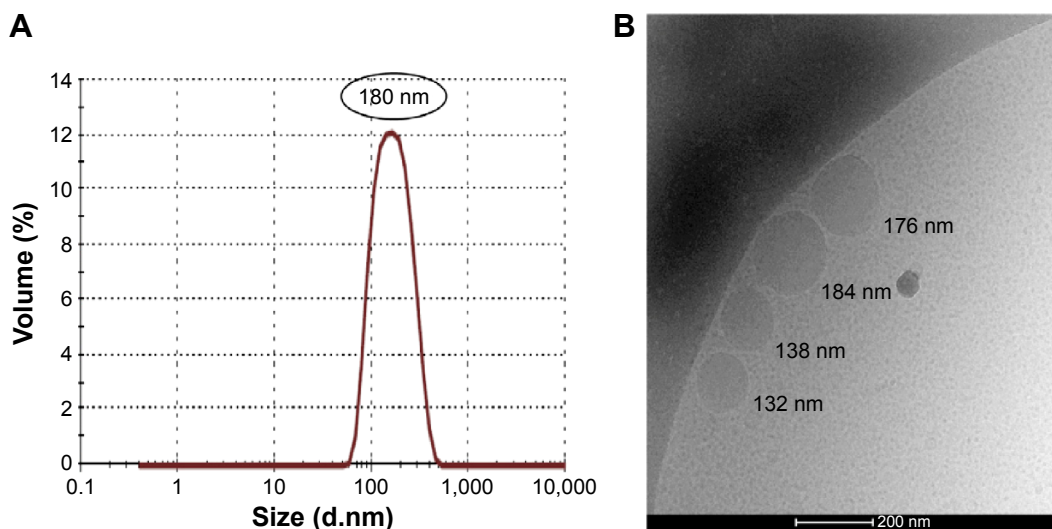 A
14
180 nm
12
10
8
6
4
2
0
Volume (%)
0.1 1 10 100 1,000 10,000
Size (d.nm)
B
176 nm
184 nm
138 nm
132 nm
200 nm